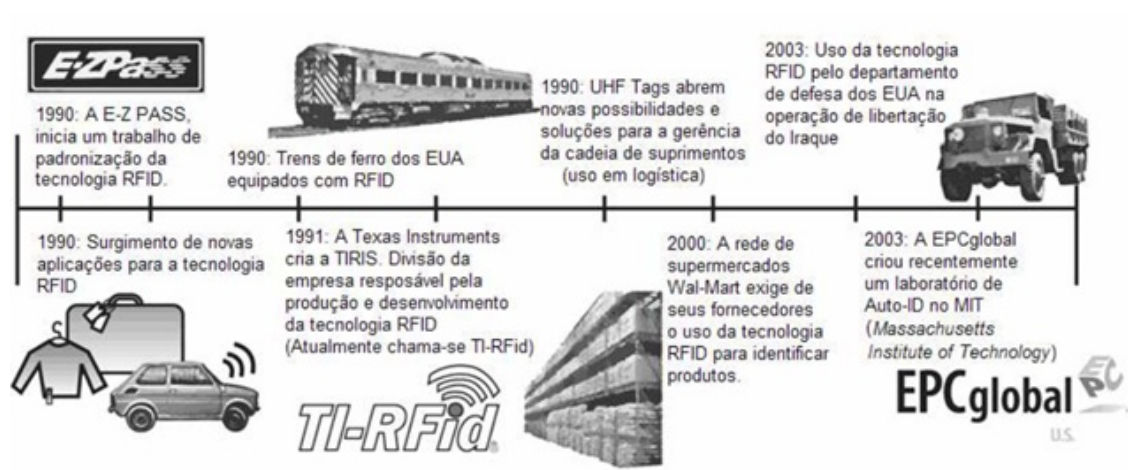 E-ZPass
1990: A E-Z PASS,
inicia um trabalho de
padronização da
tecnologia RFID.
1990: Trens de ferro dos EUA
equipados com RFID
1990: UHF Tags abrem
novas possibilidades e
soluções para a gerência
da cadeia de suprimentos
(uso em logística)
2003: Uso da tecnologia
RFID pelo departamento
de defesa dos EUA na
operação de libertação
do Iraque
1990: Surgimento de novas
aplicações para a tecnologia
RFID
1991: A Texas Instruments
cria a TIRIS. Divisão da
empresa resposável pela
produção e desenvolvimento
da tecnologia RFID
(Atualmente chama-se TI-RFid)
TI-RFid
2000: A rede de
supermercados
Wal-Mart exige de
seus fornecedores
o uso da tecnologia
RFID para identificar
produtos.
2003: A EPCglobal
criou recentemente
um laboratório de
Auto-ID no MIT
(Massachusetts
Institute of Technology)
EPCglobal
EPC
U.S.